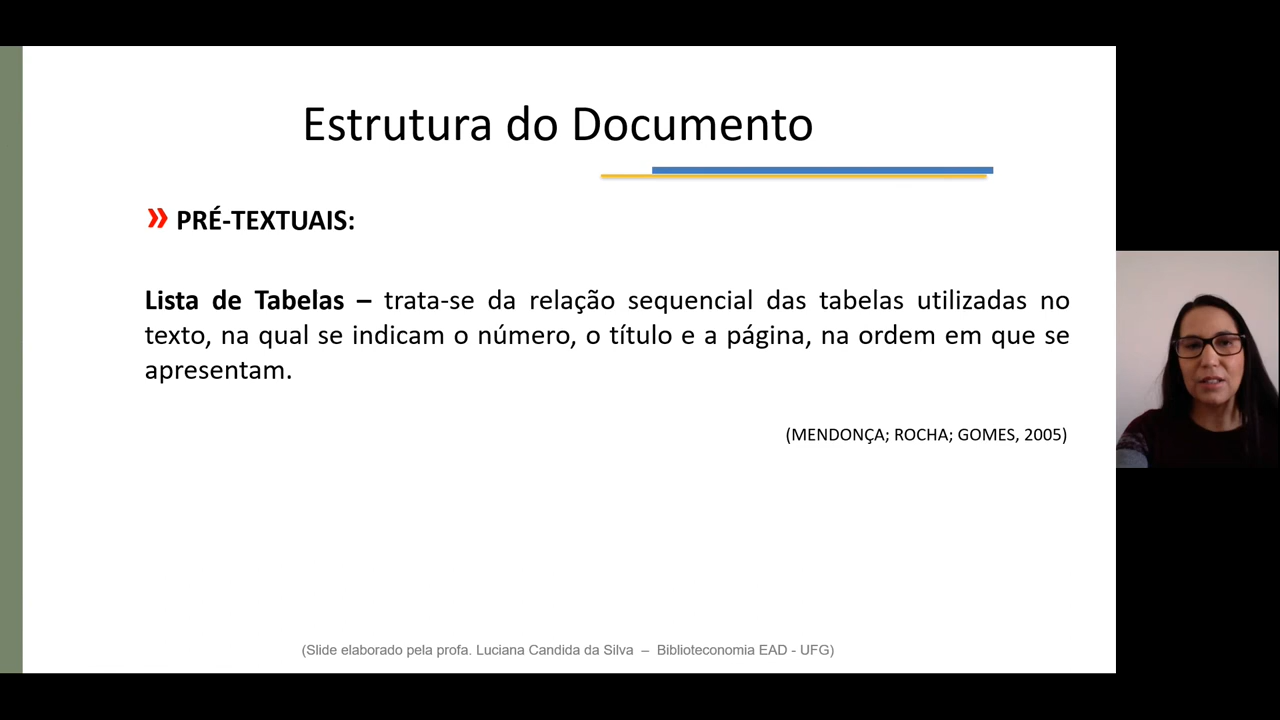 Estrutura do Documento
» PRÉ-TEXTUAIS:
Lista de Tabelas – trata-se da relação sequencial das tabelas utilizadas no
texto, na qual se indicam o número, o título e a página, na ordem em que se
apresentam.
(MENDONÇA; ROCHA; GOMES, 2005)
(Slide elaborado pela profa. Luciana Candida da Silva – Biblioteconomia EAD - UFG)